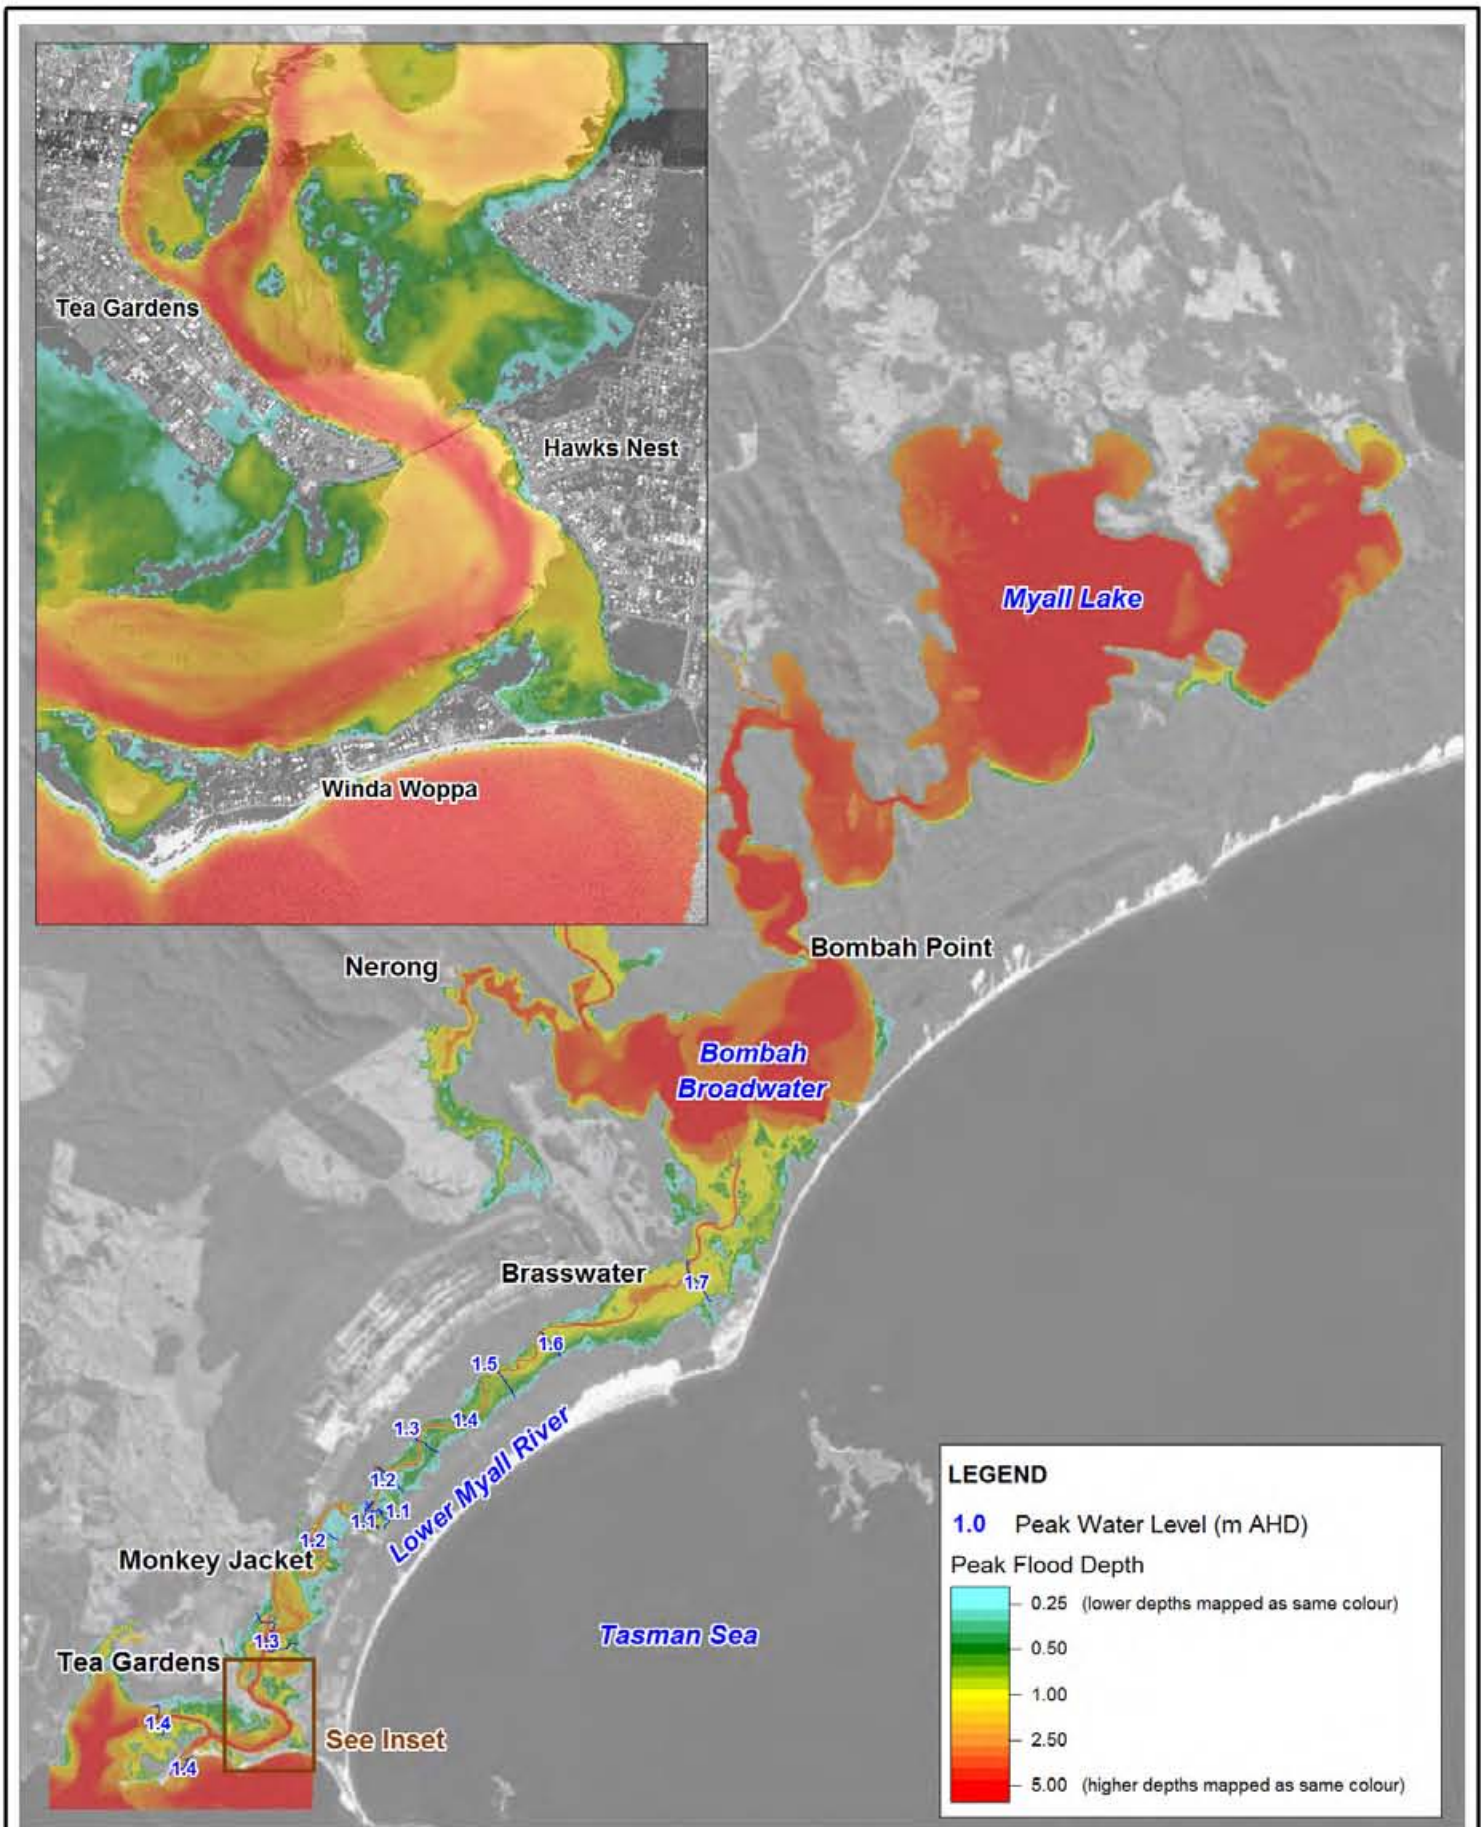 Tea Gardens
Hawks Nest
Winda Woppa
Myall Lake
Bombah Point
Nerong
Bombah
Broadwater
Brasswater
1.7
1.6
1.5
1.4
1.3
1.2
1.1
1.1
Lower Myall River
1.2
Monkey Jacket
1.3
Tea Gardens
1.4
1.4
See Inset
Tasman Sea
LEGEND
1.0 Peak Water Level (m AHD)
Peak Flood Depth
0.25 (lower depths mapped as same colour)
0.50
1.00
2.50
5.00 (higher depths mapped as same colour)